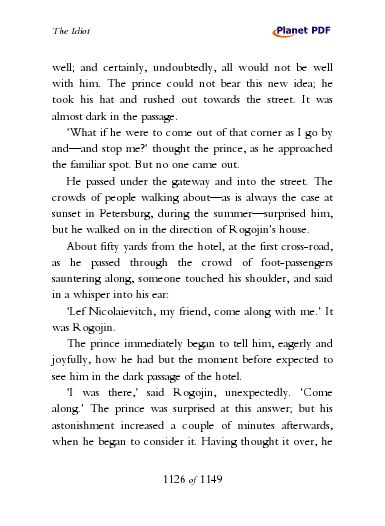 The Idiot
Planet PDF
well; and certainly, undoubtedly, all would not be well
with him. The prince could not bear this new idea; he
took his hat and rushed out towards the street. It was
almost dark in the passage.
‘What if he were to come out of that corner as I go by
and—and stop me?’ thought the prince, as he approached
the familiar spot. But no one came out.
He passed under the gateway and into the street. The
crowds of people walking about—as is always the case at
sunset in Petersburg, during the summer—surprised him,
but he walked on in the direction of Rogojin’s house.
About fifty yards from the hotel, at the first cross-road,
as he passed through the crowd of foot-passengers
sauntering along, someone touched his shoulder, and said
in a whisper into his ear:
‘Lef Nicolaievitch, my friend, come along with me.’ It
was Rogojin.
The prince immediately began to tell him, eagerly and
joyfully, how he had but the moment before expected to
see him in the dark passage of the hotel.
‘I was there,’ said Rogojin, unexpectedly. ‘Come
along.’ The prince was surprised at this answer; but his
astonishment increased a couple of minutes afterwards,
when he began to consider it. Having thought it over, he
1126 of 1149